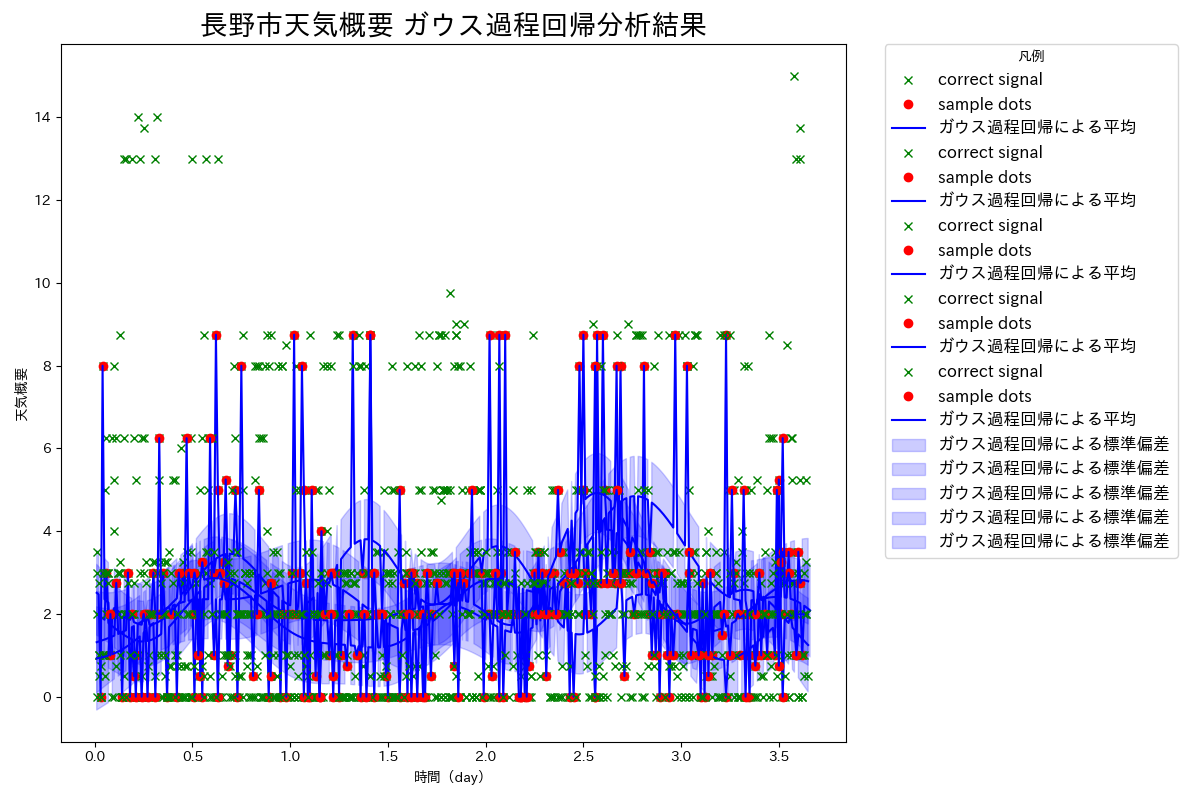 長野市天気概要 ガウス過程回帰分析結果
天気概要
14
12
10
8
6
4
2
0
0.0 0.5 1.0 1.5 2.0 2.5 3.0 3.5
時間（day）
凡例
correct signal
sample dots
ガウス過程回帰による平均
correct signal
sample dots
ガウス過程回帰による平均
correct signal
sample dots
ガウス過程回帰による平均
correct signal
sample dots
ガウス過程回帰による平均
correct signal
sample dots
ガウス過程回帰による平均
ガウス過程回帰による標準偏差
ガウス過程回帰による標準偏差
ガウス過程回帰による標準偏差
ガウス過程回帰による標準偏差
ガウス過程回帰による標準偏差